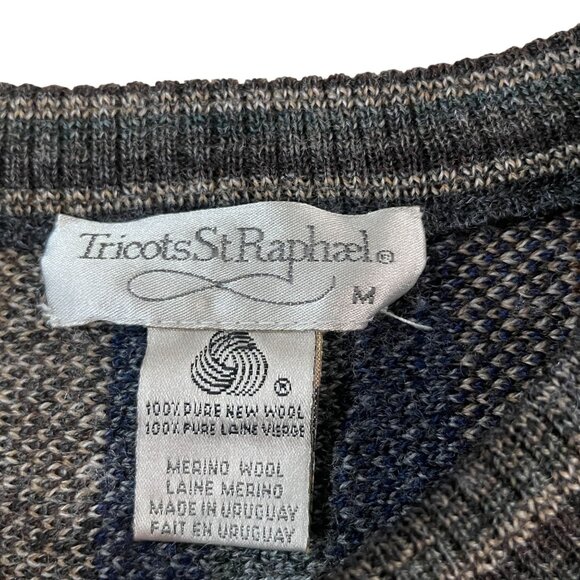 TricotsStRaphæl®
M
®
100% PURE NEW WOOL
100% PURE LAINE VIERGE
MERINO WOOL
LAINE MERINO
MADE IN URUGUAY
FAIT EN URUGUAY